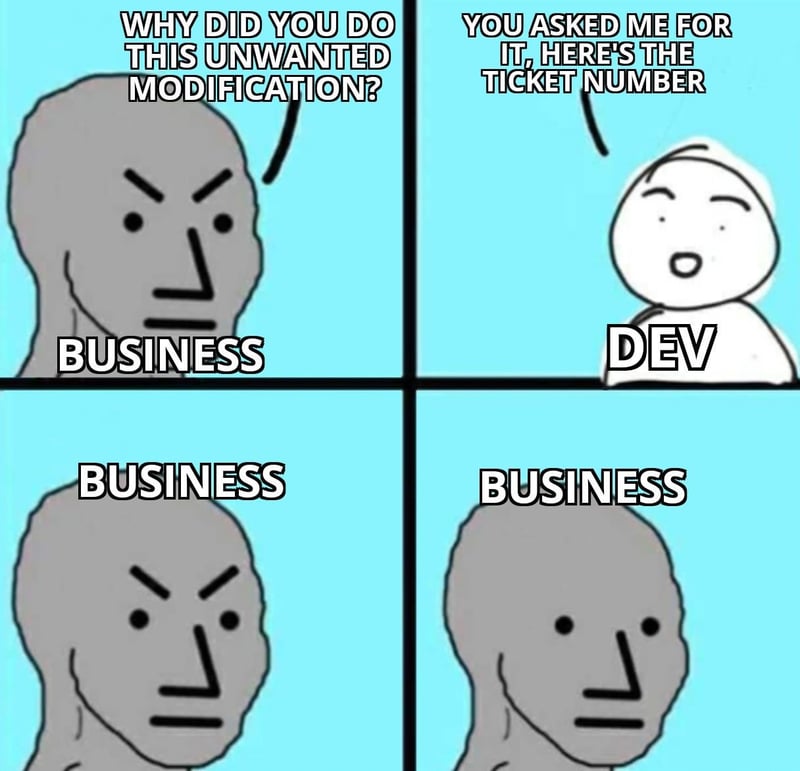 WHY DID YOU DO
THIS UNWANTED
MODIFICATION?
YOU ASKED ME FOR
IT, HERE'S THE
TICKET NUMBER
BUSINESS
DEV
BUSINESS
BUSINESS